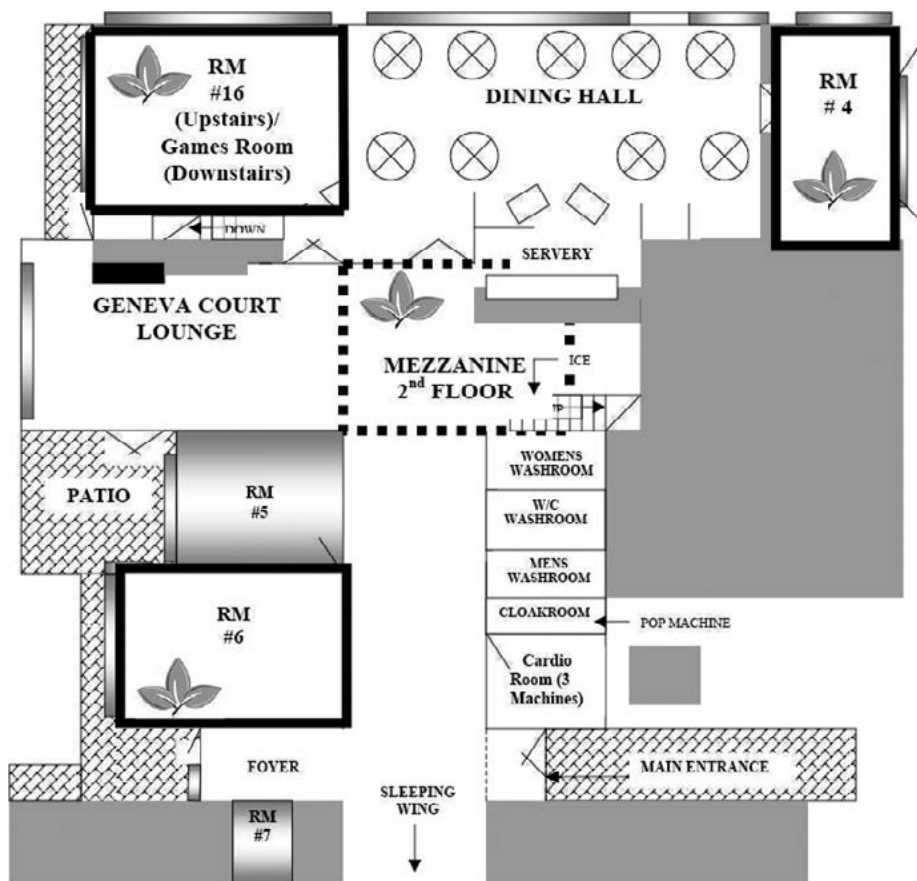 RM
#16
(Upstairs)/
Games Room
(Downstairs)
DINING HALL
RM
# 4
DOWN
SERVERY
GENEVA COURT
LOUNGE
MEZZANINE
2nd FLOOR
ICE
UP
PATIO
RM
#5
WOMENS
WASHROOM
W/C
WASHROOM
MENS
WASHROOM
CLOAKROOM
POP MACHINE
RM
#6
Cardio
Room (3
Machines)
FOYER
MAIN ENTRANCE
SLEEPING
WING
RM
#7